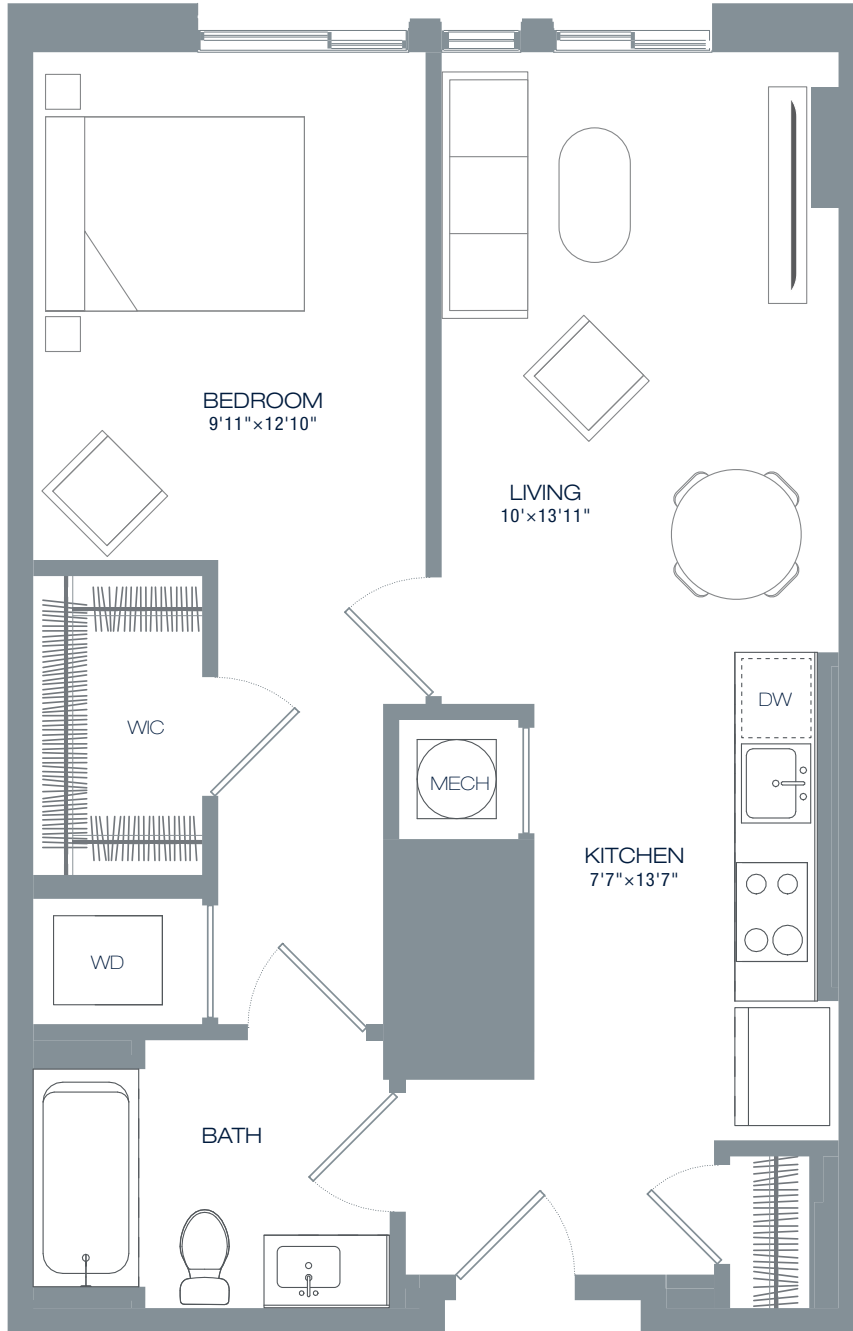 BEDROOM
9'11"×12'10"
LIVING
10'×13'11"
DW
WIC
MECH
KITCHEN
7'7"×13'7"
WD
BATH